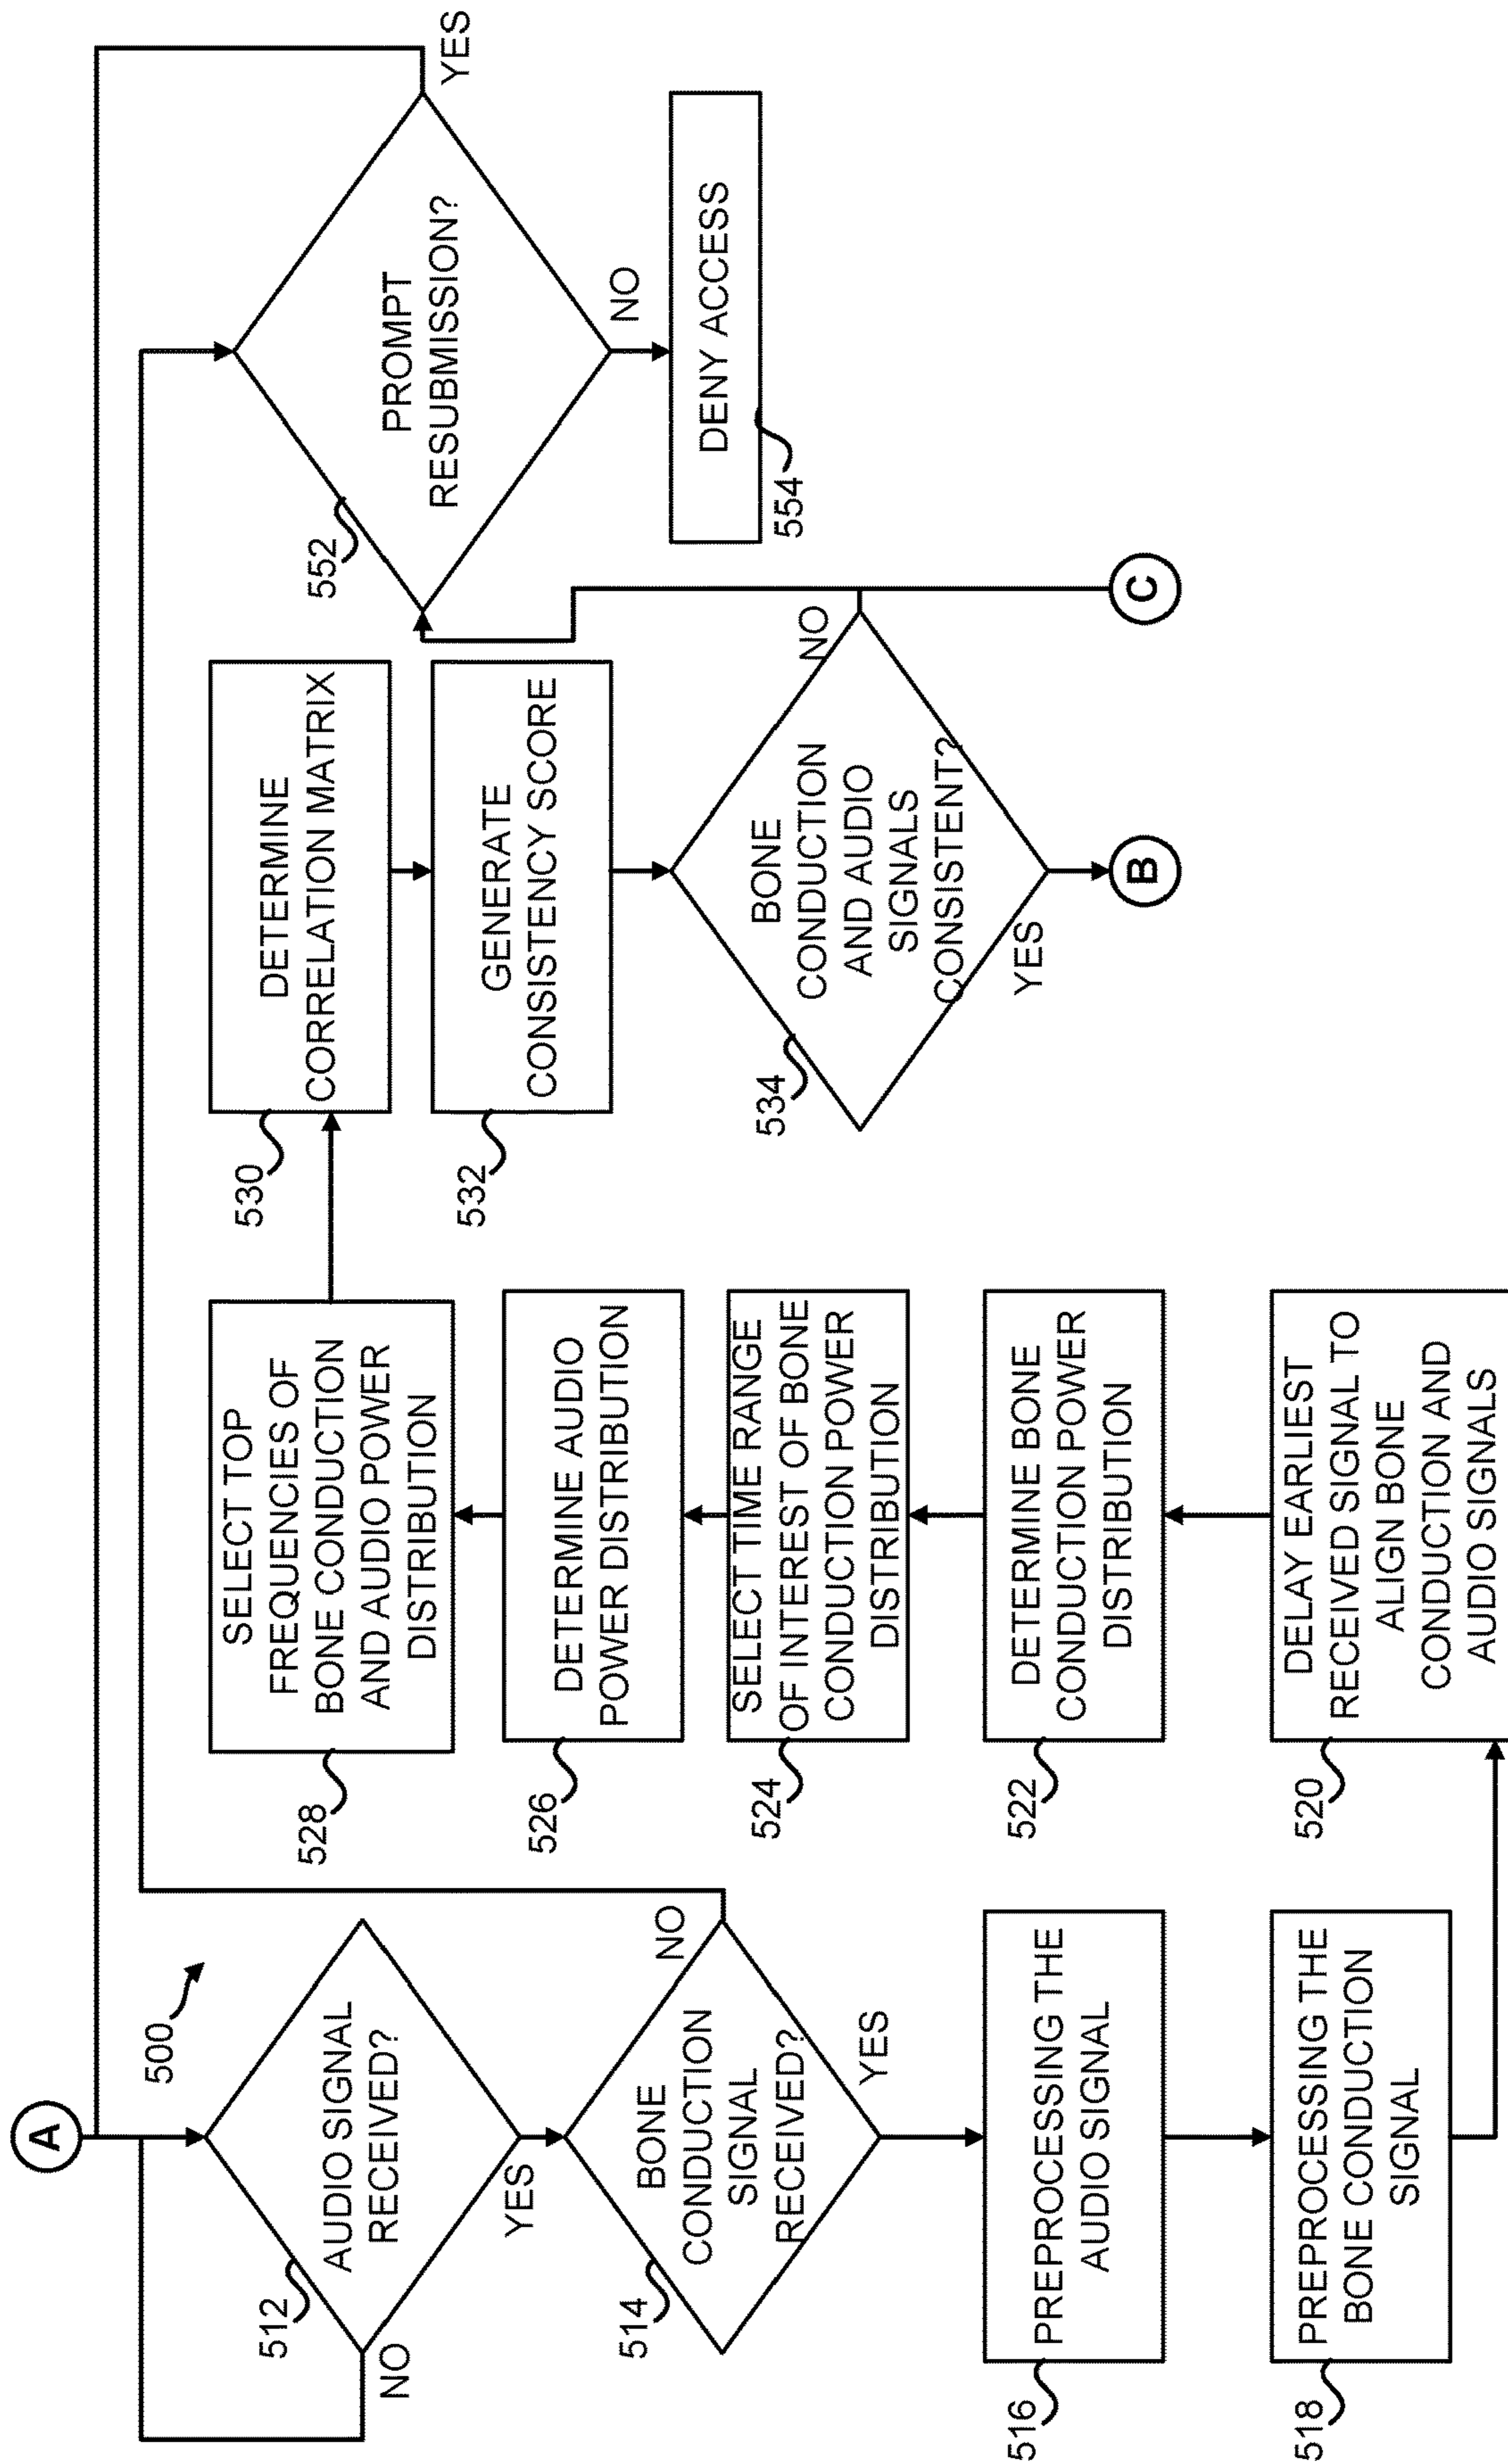 A
500
512
AUDIO SIGNAL
RECEIVED?
NO
YES
514
BONE
CONDUCTION
SIGNAL
RECEIVED?
NO
YES
516
PREPROCESSING THE
AUDIO SIGNAL
518
PREPROCESSING THE
BONE CONDUCTION
SIGNAL
520
DELAY EARLIEST
RECEIVED SIGNAL TO
ALIGN BONE
CONDUCTION AND
AUDIO SIGNALS
522
DETERMINE BONE
CONDUCTION POWER
DISTRIBUTION
524
SELECT TIME RANGE
OF INTEREST OF BONE
CONDUCTION POWER
DISTRIBUTION
526
DETERMINE AUDIO
POWER DISTRIBUTION
528
SELECT TOP
FREQUENCIES OF
BONE CONDUCTION
AND AUDIO POWER
DISTRIBUTION
530
DETERMINE
CORRELATION MATRIX
532
GENERATE
CONSISTENCY SCORE
534
BONE
CONDUCTION
AND AUDIO
SIGNALS
CONSISTENT?
NO
YES
B
C
552
PROMPT
RESUBMISSION?
YES
NO
DENY ACCESS
554